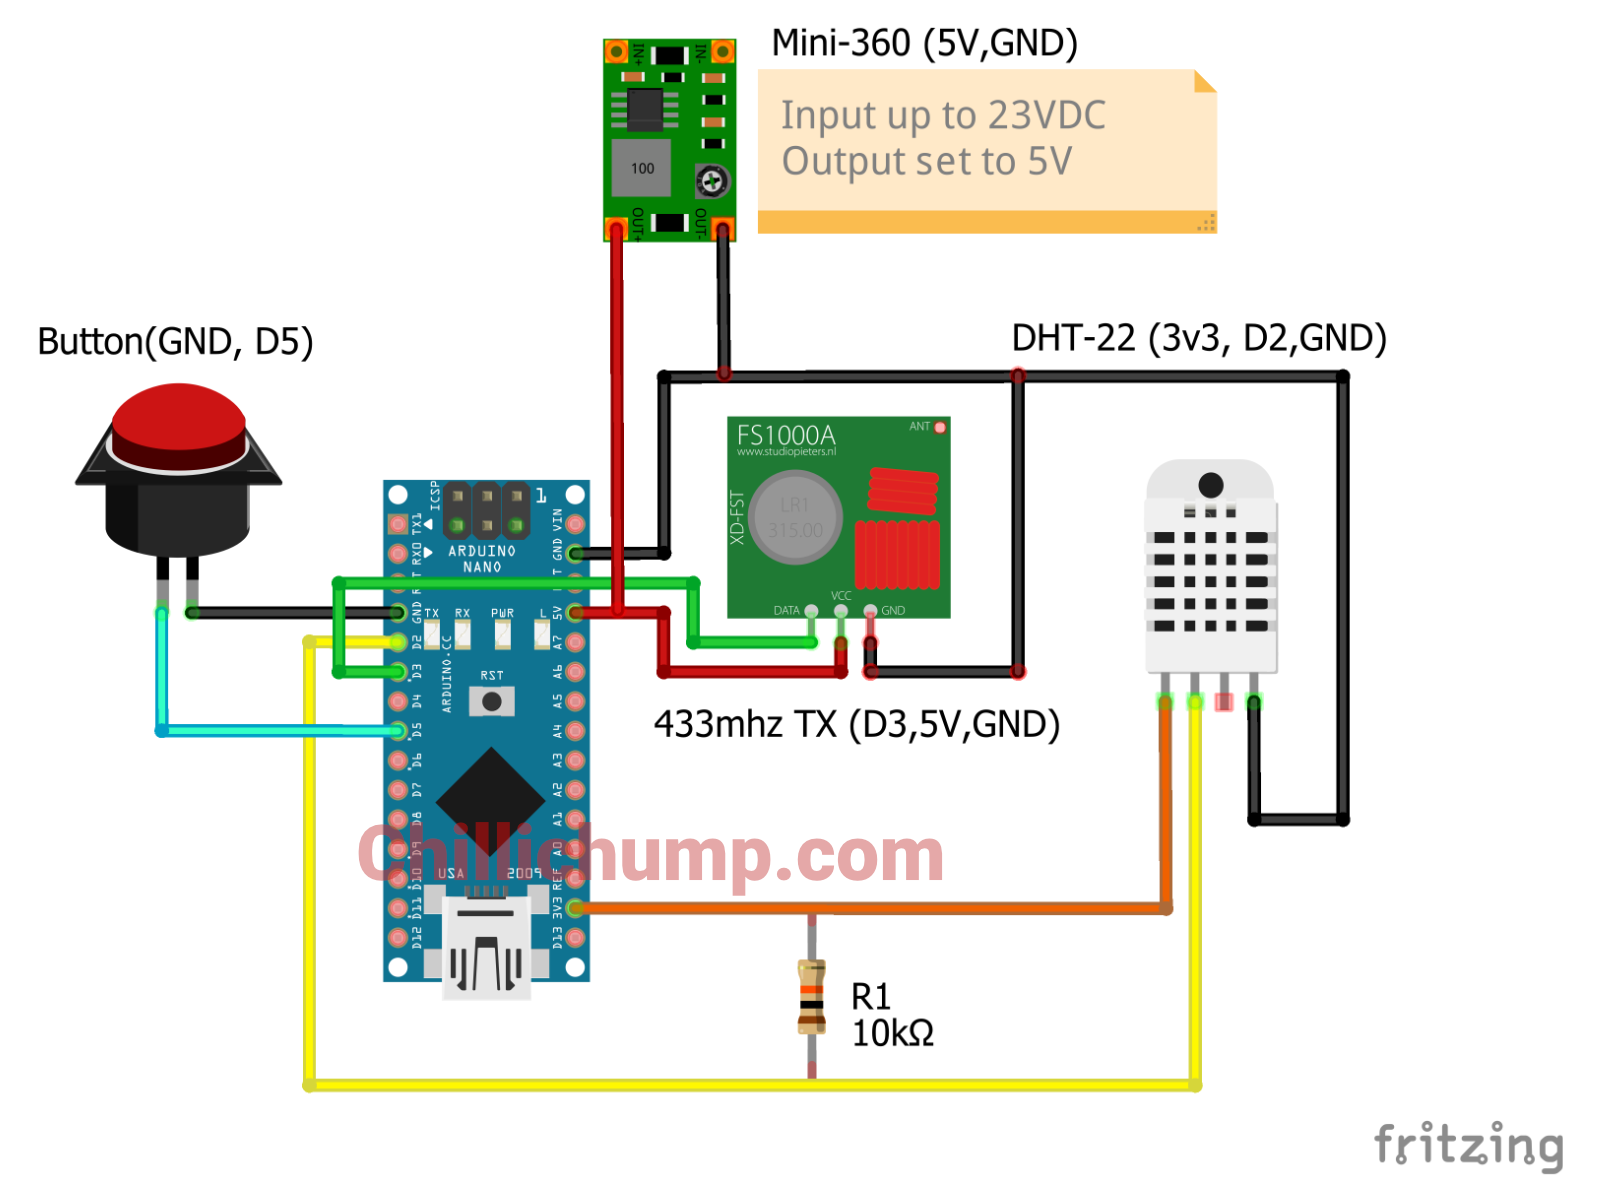 Mini-360 (5V,GND)
IN+
IN-
Input up to 23VDC
Output set to 5V
100
OUT+
OUT-
Button(GND, D5)
DHT-22 (3v3, D2,GND)
FS1000A
www.studiopieters.nl
ANT
XD-FST
LR1
315.00
DATA
VCC
GND
ICSP
1
TX1
RX0
GND
D2
D3
D4
D5
D6
D7
D8
D9
D10
D11
D12
VIN
GND
5V
A7
A6
A5
A4
A3
A2
A1
A0
REF
3V3
D13
ARDUINO
NANO
TX
RX
PWR
L
ARDUINO.CC
RST
USA
2009
433mhz TX (D3,5V,GND)
Chillichump.com
R1
10kΩ
fritzing